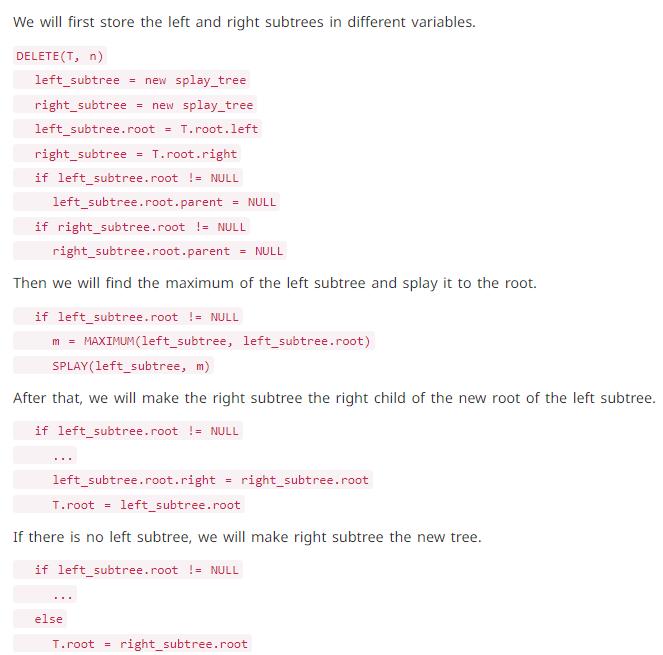 We will first store the left and right subtrees in different variables.
DELETE(T, n)
left_subtree = new splay_tree
right_subtree = new splay_tree
left_subtree.root = T.root.left
right_subtree = T.root.right
if left_subtree.root != NULL
left_subtree.root.parent = NULL
if right_subtree.root != NULL
right_subtree.root.parent = NULL
Then we will find the maximum of the left subtree and splay it to the root.
if left_subtree.root != NULL
m = MAXIMUM(left_subtree, left_subtree.root)
SPLAY(left_subtree, m)
After that, we will make the right subtree the right child of the new root of the left subtree.
if left_subtree.root != NULL
...
left_subtree.root.right = right_subtree.root
T.root = left_subtree.root
If there is no left subtree, we will make right subtree the new tree.
if left_subtree.root != NULL
...
else
T.root = right_subtree.root